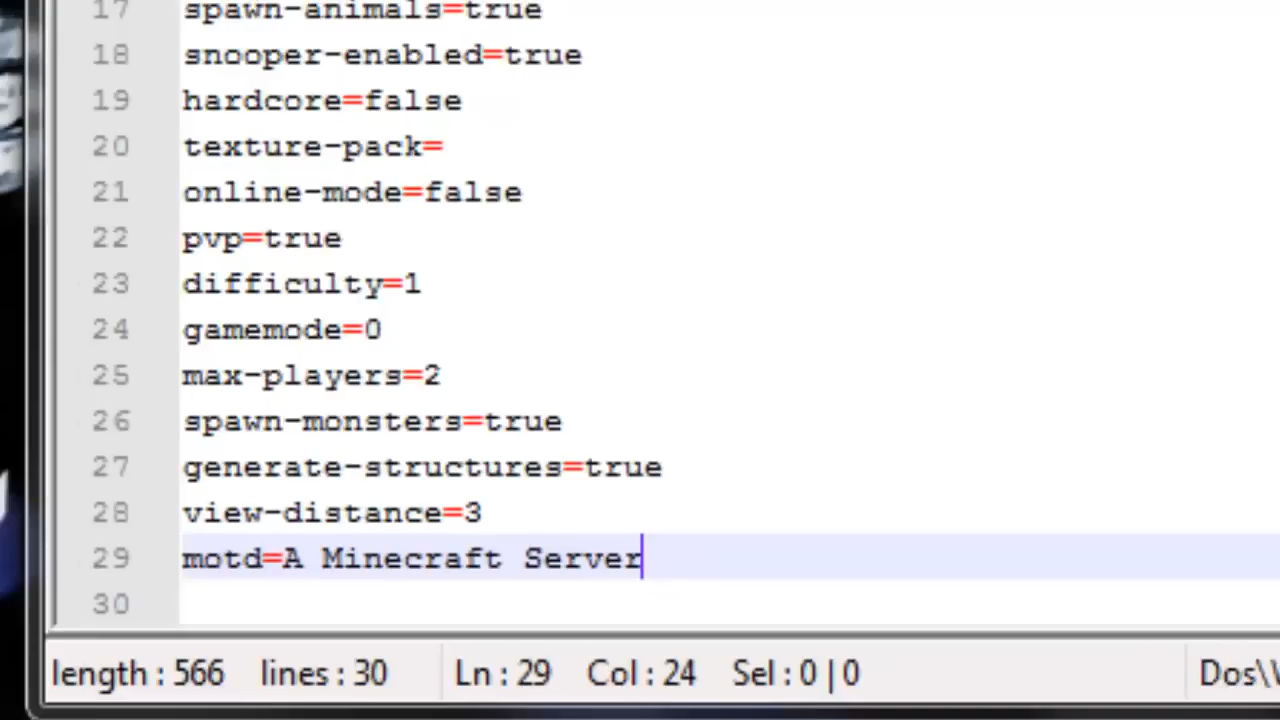 17 spawn-animals=true
18 snooper-enabled=true
19 hardcore=false
20 texture-pack=
21 online-mode=false
22 pvp=true
23 difficulty=1
24 gamemode=0
25 max-players=2
26 spawn-monsters=true
27 generate-structures=true
28 view-distance=3
29 motd=A Minecraft Server
30
length : 566 lines : 30 Ln : 29 Col : 24 Sel : 0 | 0 Dos\